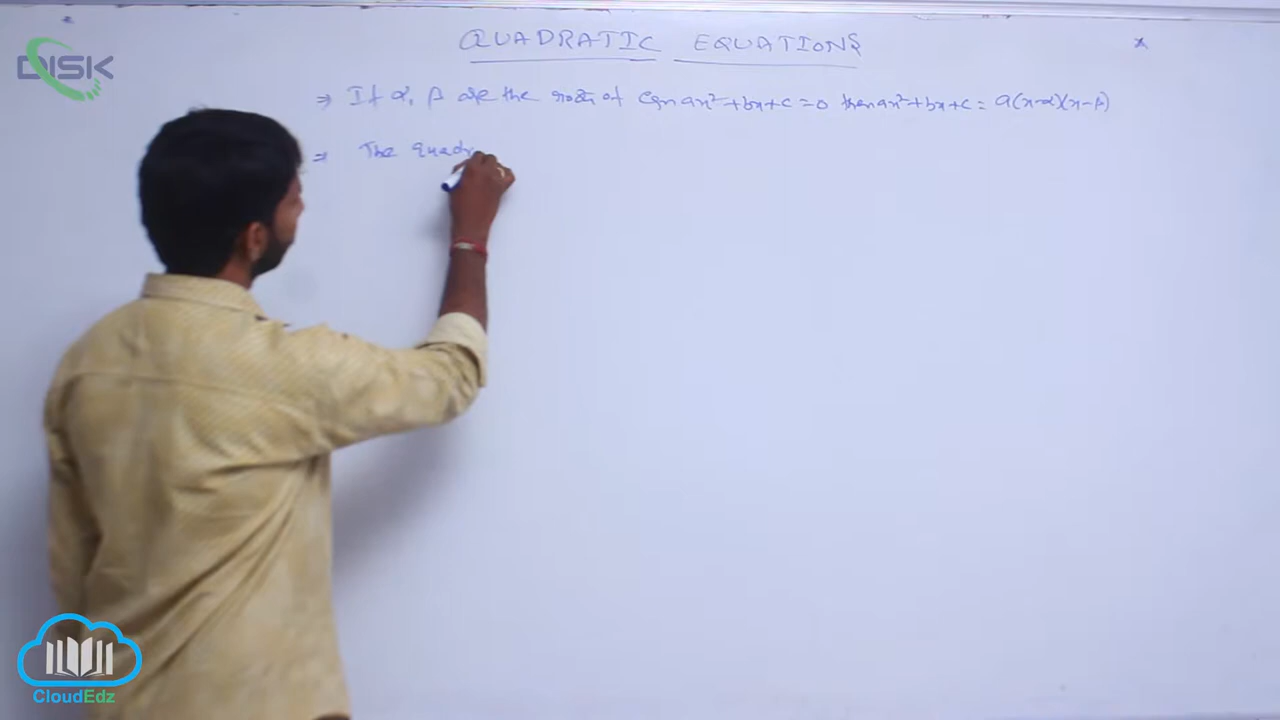 DISK
QUADRATIC EQUATIONS
⇒ If α, β are the roots of Eqn ax²+bx+c=0 then ax²+bx+c = a(x-α)(x-β)
⇒ The Quadr
CloudEdz